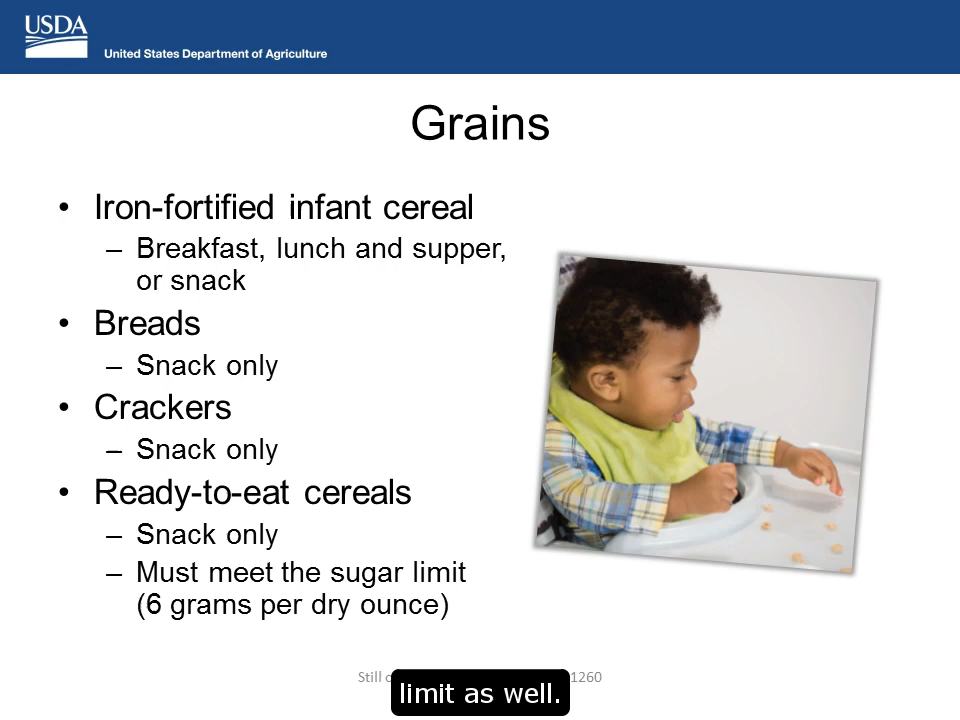 USDA
United States Department of Agriculture
Grains
• Iron-fortified infant cereal
– Breakfast, lunch and supper,
or snack
• Breads
– Snack only
• Crackers
– Snack only
• Ready-to-eat cereals
– Snack only
– Must meet the sugar limit
(6 grams per dry ounce)
Still 1260
limit as well.